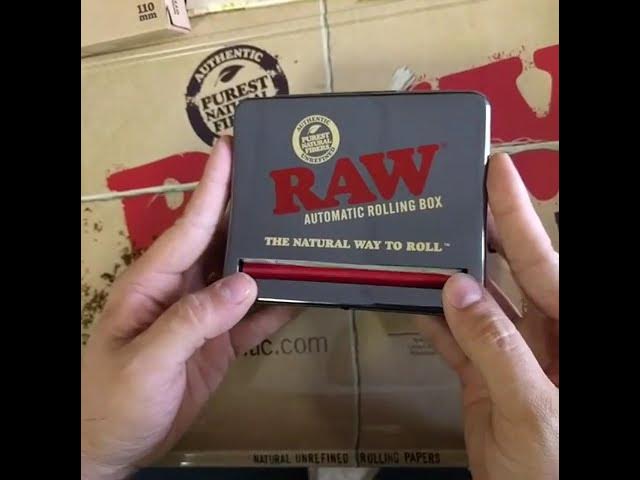 110
mm
AUTHENTIC
PUREST
NATURAL
FIBERS
AUTHENTIC
PUREST
NATURAL
FIBERS
UNREFINED
RAW®
AUTOMATIC ROLLING BOX
THE NATURAL WAY TO ROLL™
.com
NATURAL UNREFINED ROLLING PAPERS